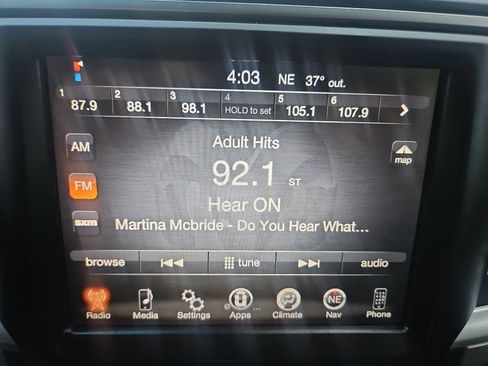 4:03 NE 37° out.
1 2 3 4 5 6
87.9 88.1 98.1 HOLD to set 105.1 107.9
AM
Adult Hits
map
FM
92.1 ST
Hear ON
sxm
Martina Mcbride - Do You Hear What...
browse tune audio
NE
Radio Media Settings Apps ... Climate Nav Phone